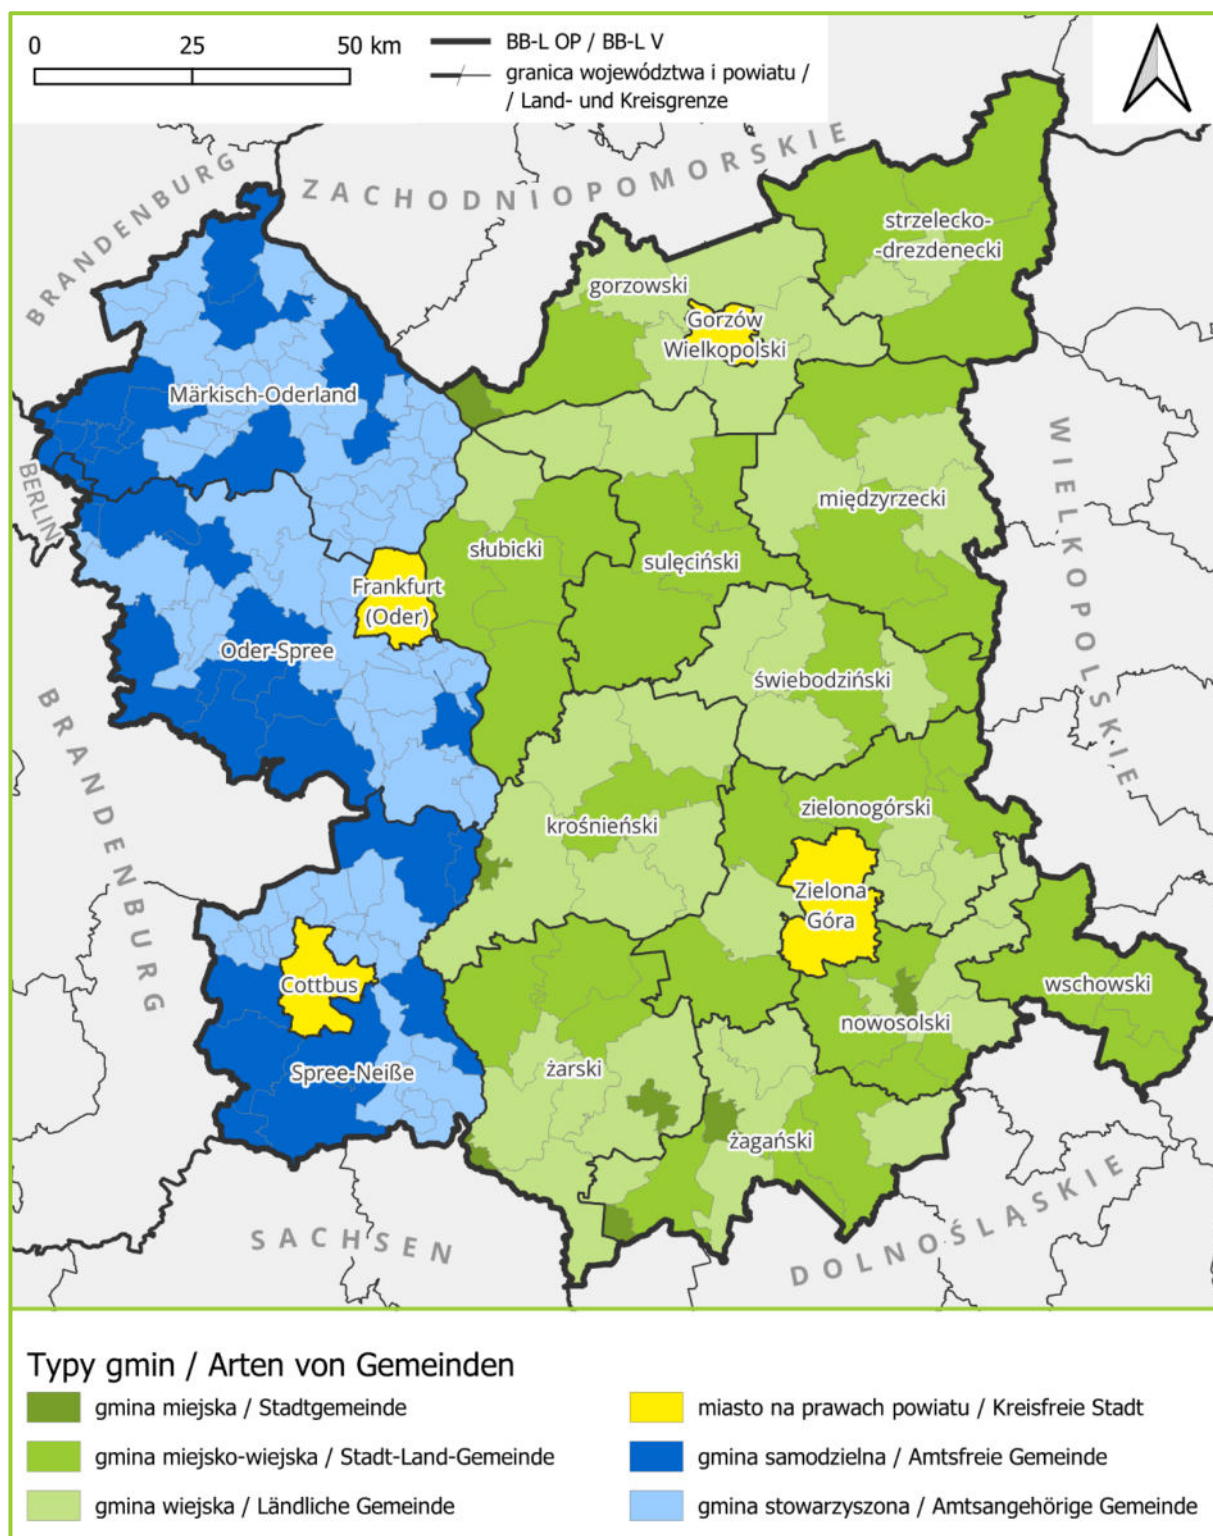 0 25 50 km
BB-L OP / BB-L V
granica województwa i powiatu /
/ Land- und Kreisgrenze
BRANDENBURG
ZACHODNIOPOMORSKIE
strzelecko-
-drezdenecki
gorzowski
Gorzów
Wielkopolski
Märkisch-Oderland
BERLIN
WIELKOPOLSKIE
międzyrzecki
słubicki
sulęciński
Frankfurt
(Oder)
Oder-Spree
świebodziński
BRANDENBURG
zielonogórski
krośnieński
Zielona
Góra
Cottbus
wschowski
nowosolski
Spree-Neiße
żarski
żagański
SACHSEN
DOLNOŚLĄSKIE
Typy gmin / Arten von Gemeinden
gmina miejska / Stadtgemeinde
gmina miejsko-wiejska / Stadt-Land-Gemeinde
gmina wiejska / Ländliche Gemeinde
miasto na prawach powiatu / Kreisfreie Stadt
gmina samodzielna / Amtsfreie Gemeinde
gmina stowarzyszona / Amtsangehörige Gemeinde